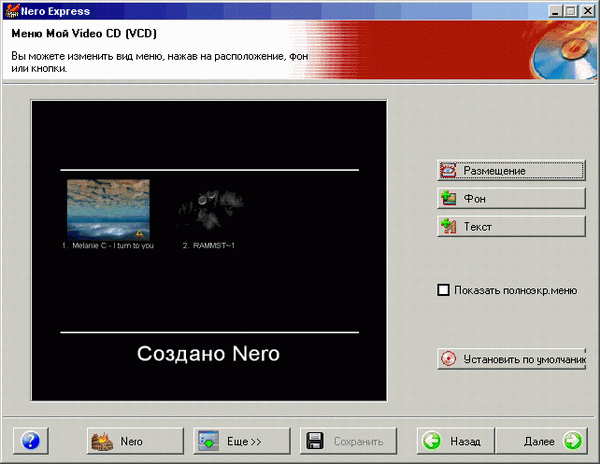 Nero Express
Меню Мой Video CD (VCD)
Вы можете изменить вид меню, нажав на расположение, фон
или кнопки.
Размещение
Фон
Текст
1. Melanie C - I turn to you
2. RAMMST~1
Показать полноэкр.меню
Создано Nero
Установить по умолчанию
?
Nero
Еще >>
Сохранить
Назад
Далее